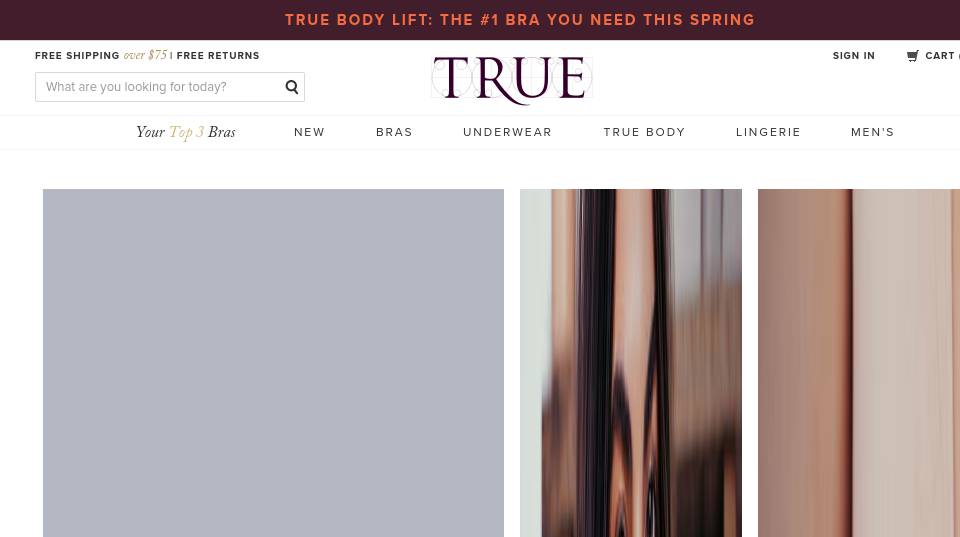 TRUE BODY LIFT: THE #1 BRA YOU NEED THIS SPRING
FREE SHIPPING over $75 | FREE RETURNS
SIGN IN
CART
What are you looking for today?
TRUE
Your Top 3 Bras
NEW
BRAS
UNDERWEAR
TRUE BODY
LINGERIE
MEN'S